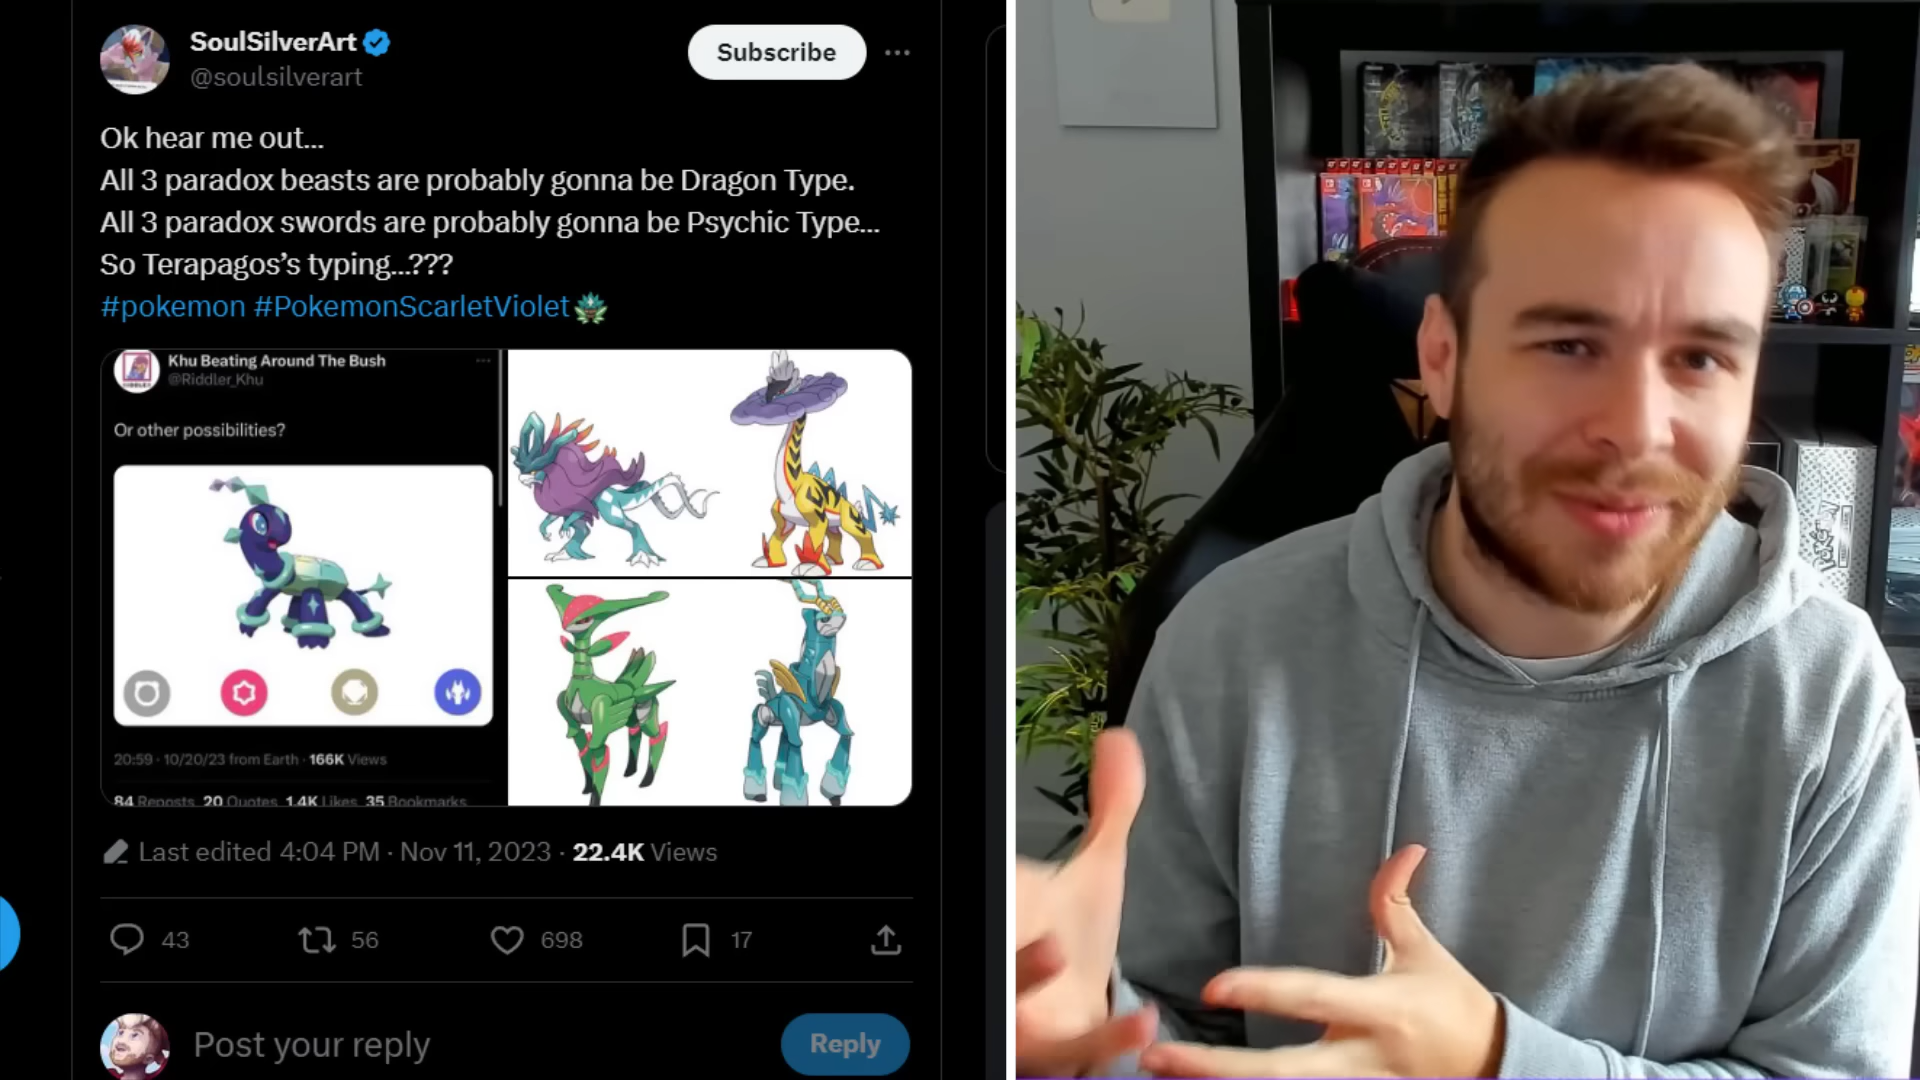 SoulSilverArt
@soulsilverart
Subscribe
Ok hear me out...
All 3 paradox beasts are probably gonna be Dragon Type.
All 3 paradox swords are probably gonna be Psychic Type...
So Terapagos’s typing...???
#pokemon #PokemonScarletViolet
Khu Beating Around The Bush
@Riddler_Khu
Or other possibilities?
20:59 · 10/20/23 from Earth · 166K Views
84 Reposts 20 Quotes 1.4K Likes 35 Bookmarks
Last edited 4:04 PM · Nov 11, 2023 · 22.4K Views
43 56 698 17
Post your reply
Reply